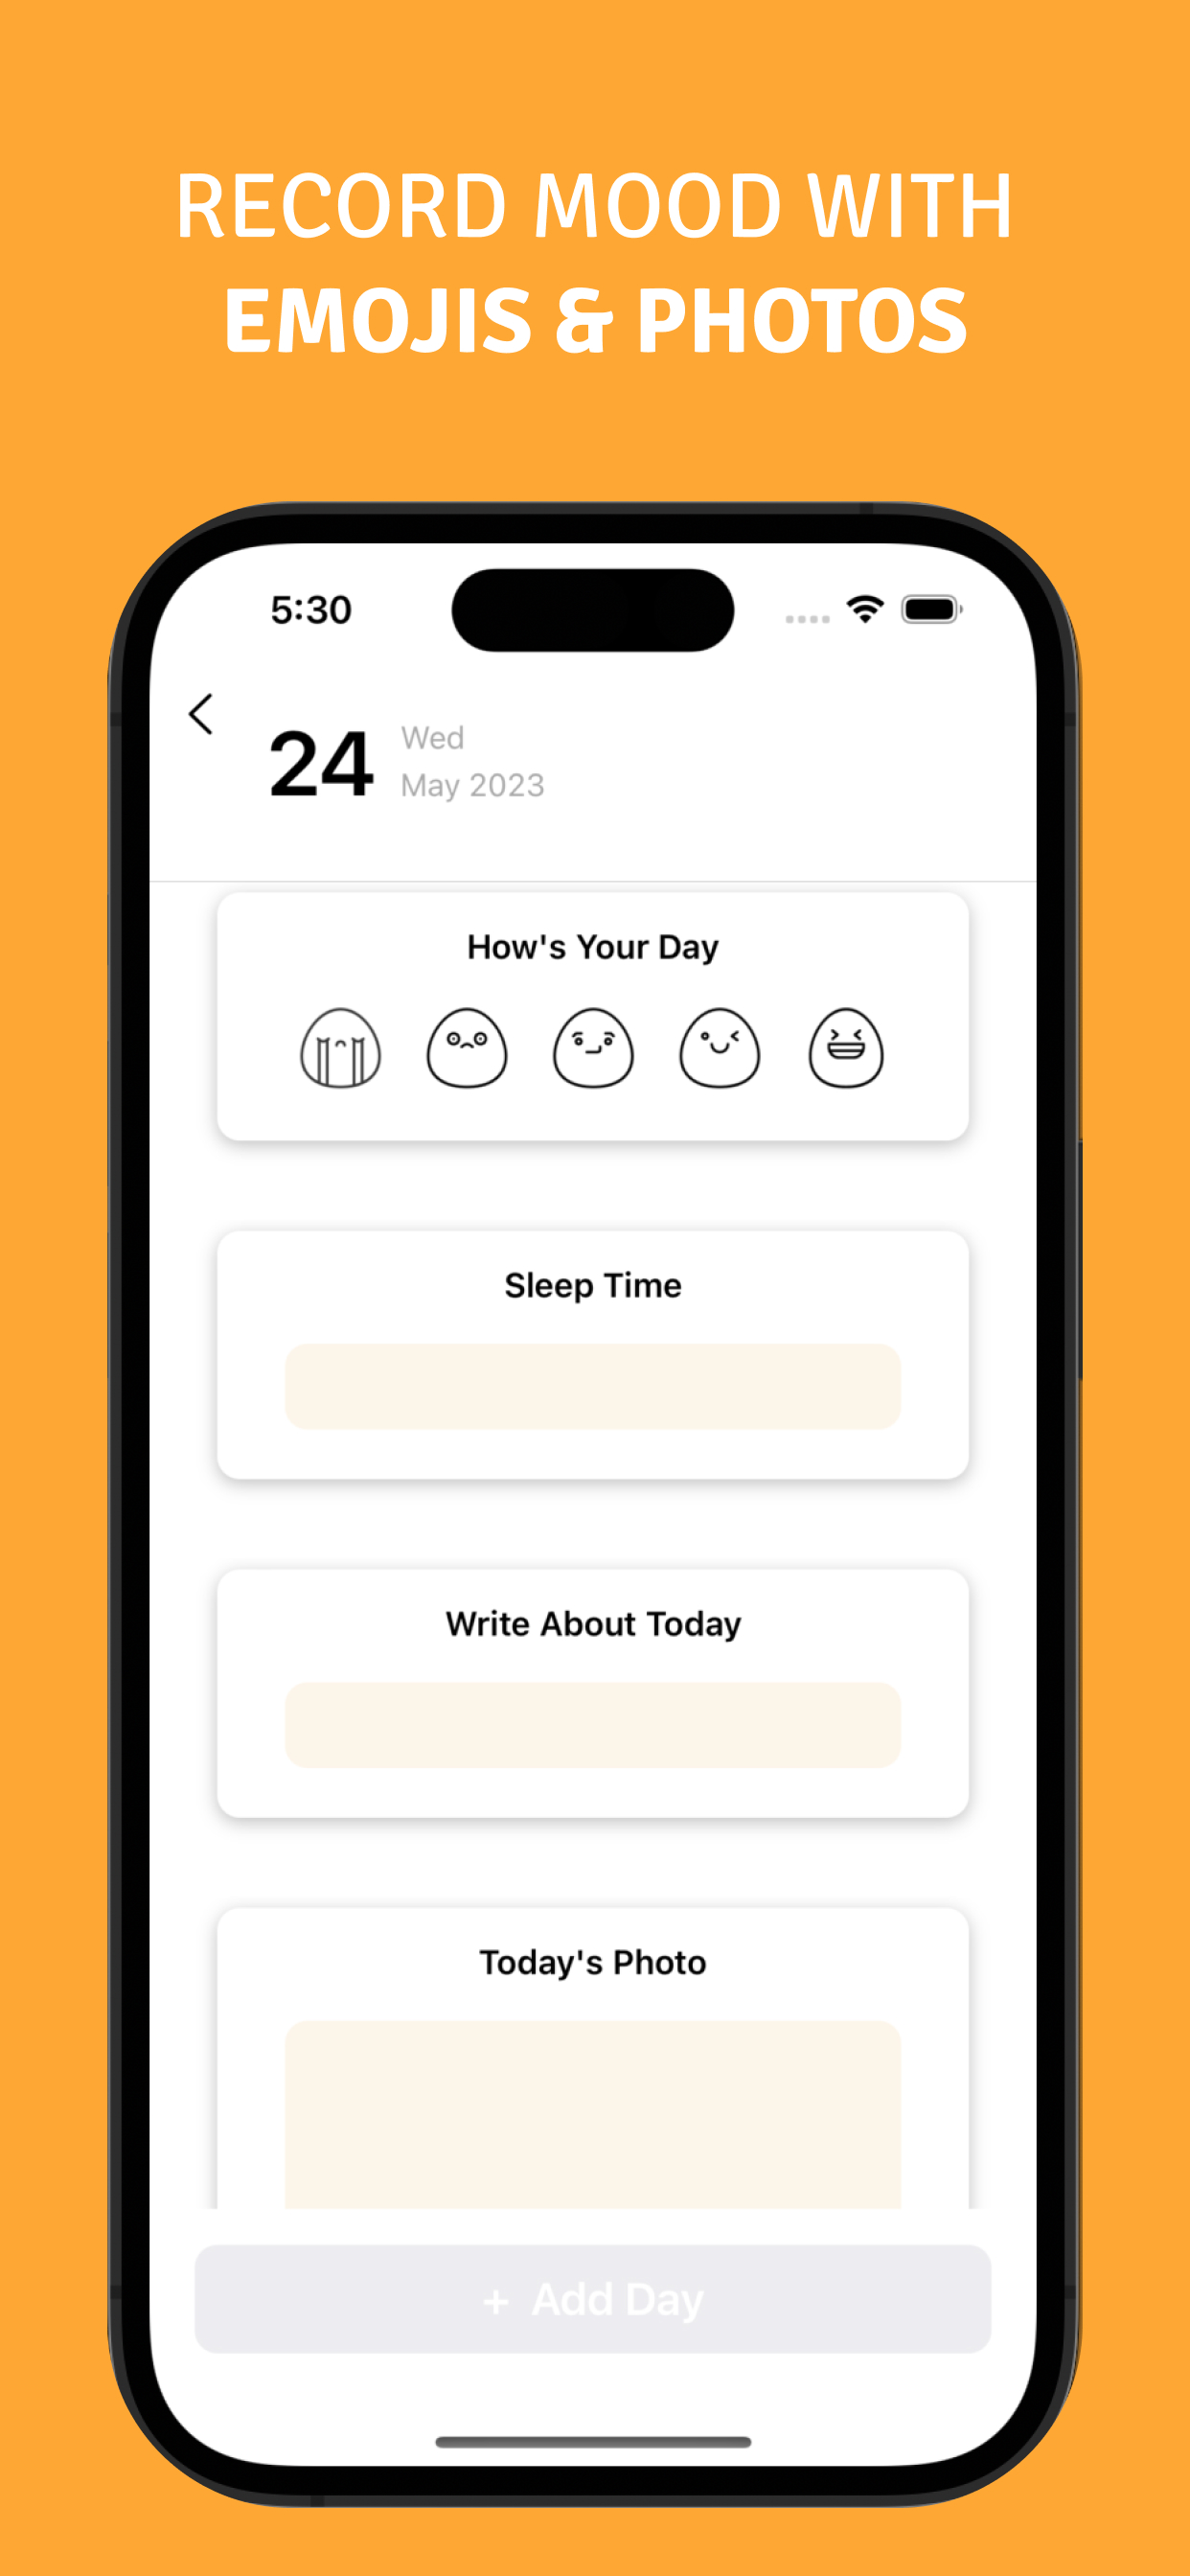 RECORD MOOD WITH
EMOJIS & PHOTOS
5:30
24
Wed
May 2023
How's Your Day
Sleep Time
Write About Today
Today's Photo
+ Add Day